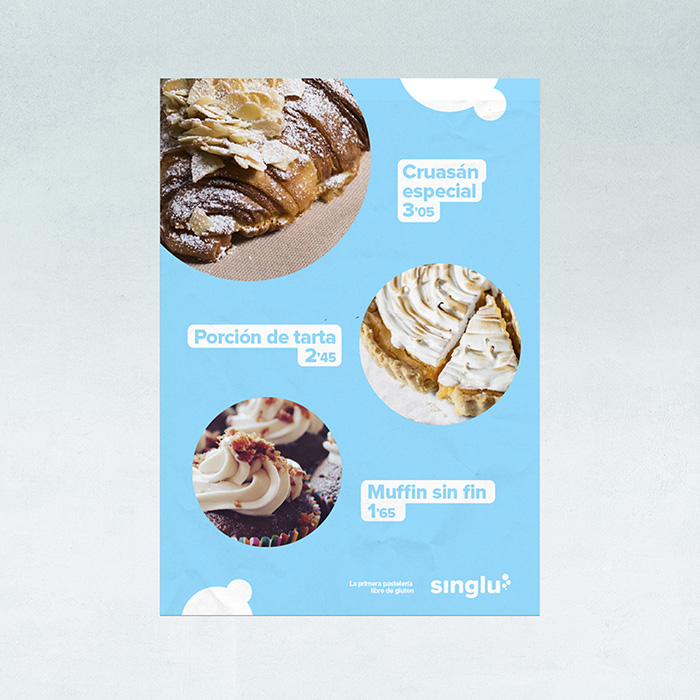 Cruasán
especial
3'05
Porción de tarta
2'45
Muffin sin fin
1'65
La primera pastelería
libre de gluten
sınglu